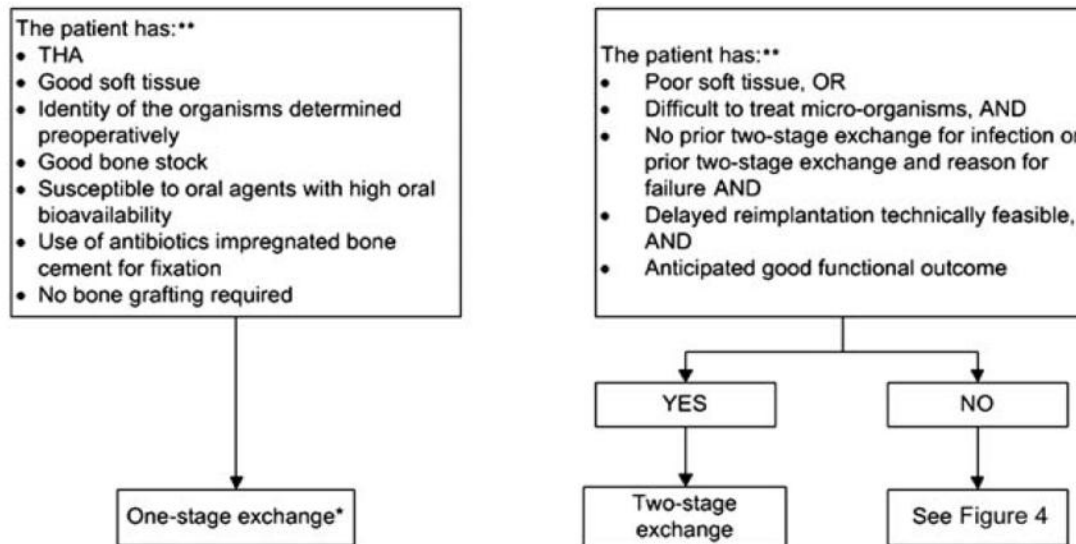 The patient has:**
• THA
• Good soft tissue
• Identity of the organisms determined
preoperatively
• Good bone stock
• Susceptible to oral agents with high oral
bioavailability
• Use of antibiotics impregnated bone
cement for fixation
• No bone grafting required
One-stage exchange*
The patient has:**
• Poor soft tissue, OR
• Difficult to treat micro-organisms, AND
• No prior two-stage exchange for infection or
prior two-stage exchange and reason for
failure AND
• Delayed reimplantation technically feasible,
AND
• Anticipated good functional outcome
YES
NO
Two-stage
exchange
See Figure 4